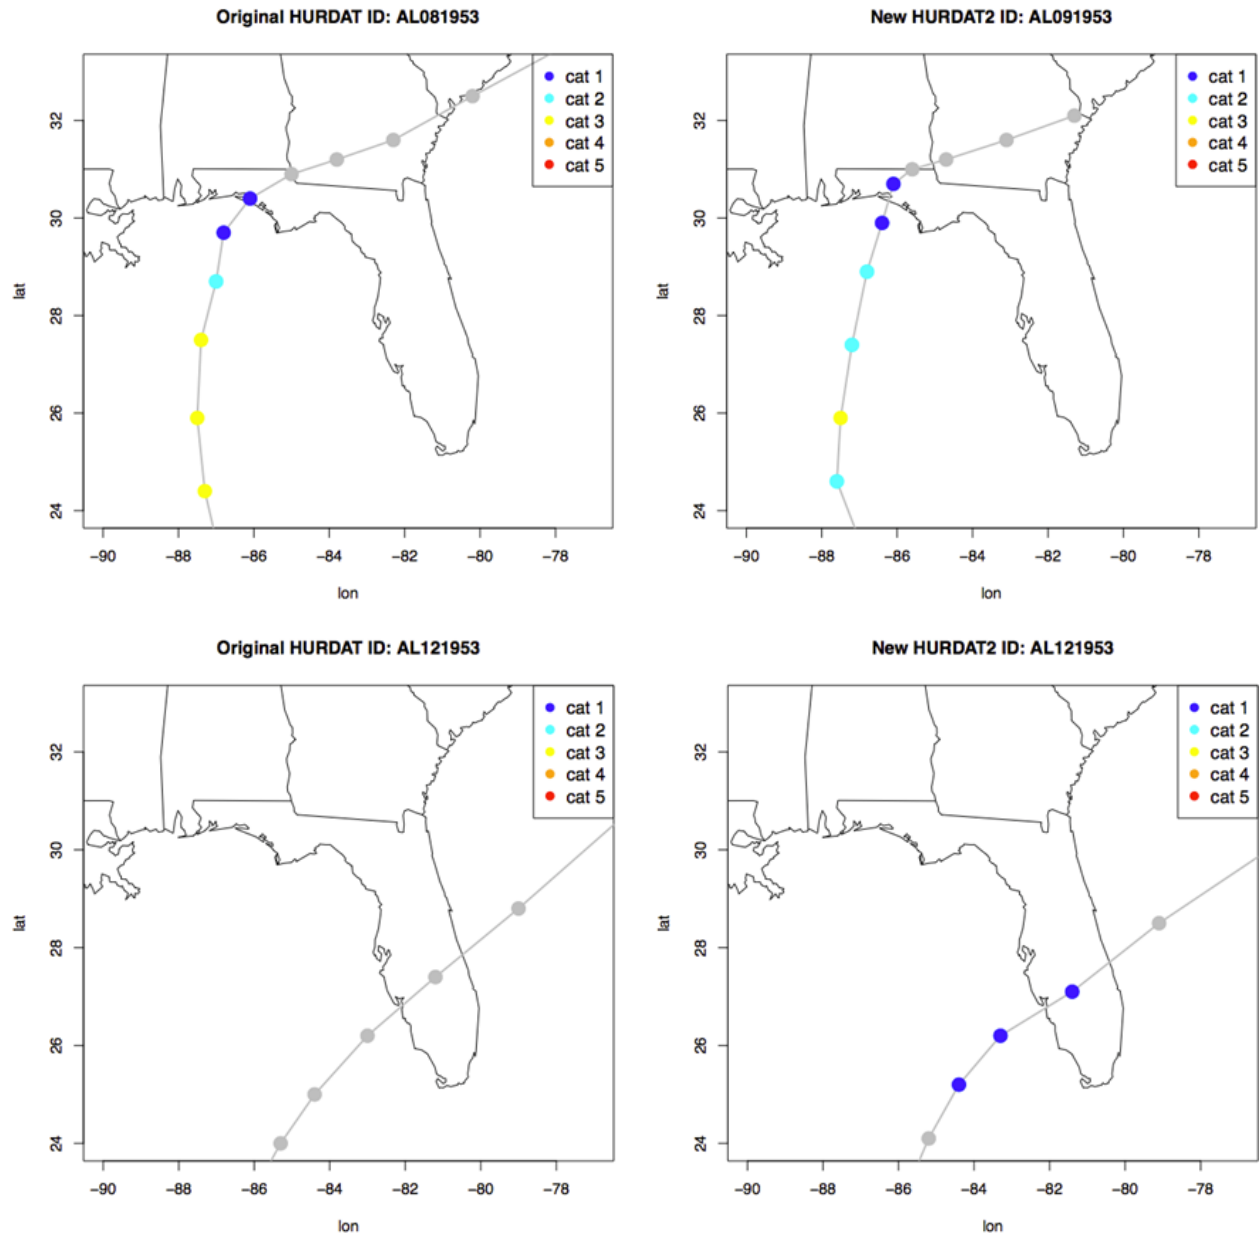 Original HURDAT ID: AL081953
cat 1
cat 2
cat 3
cat 4
cat 5
32
30
28
26
24
lat
−90 −88 −86 −84 −82 −80 −78
lon
New HURDAT2 ID: AL091953
cat 1
cat 2
cat 3
cat 4
cat 5
32
30
28
26
24
lat
−90 −88 −86 −84 −82 −80 −78
lon
Original HURDAT ID: AL121953
cat 1
cat 2
cat 3
cat 4
cat 5
32
30
28
26
24
lat
−90 −88 −86 −84 −82 −80 −78
lon
New HURDAT2 ID: AL121953
cat 1
cat 2
cat 3
cat 4
cat 5
32
30
28
26
24
lat
−90 −88 −86 −84 −82 −80 −78
lon